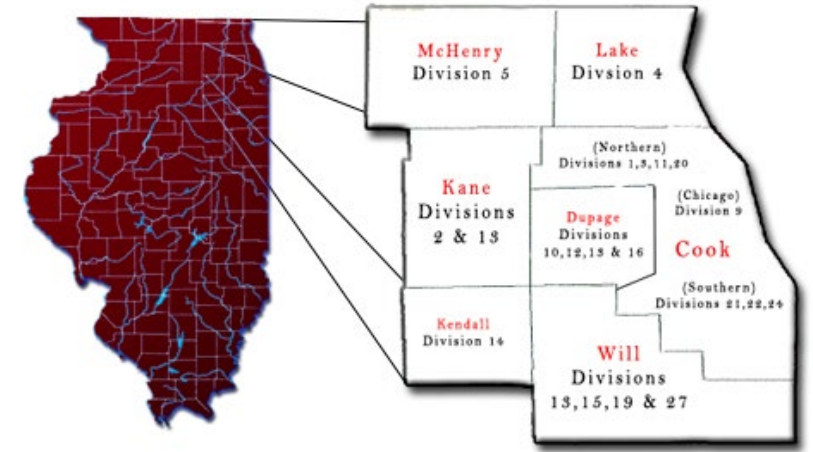 McHenry
Division 5
Lake
Divsion 4
(Northern)
Divisions 1,3,11,20
Kane
Divisions
2 & 13
Dupage
Divisions
10,12,13 & 16
(Chicago)
Division 9
Cook
(Southern)
Divisions 21,22,24
Kendall
Division 14
Will
Divisions
13,15,19 & 27